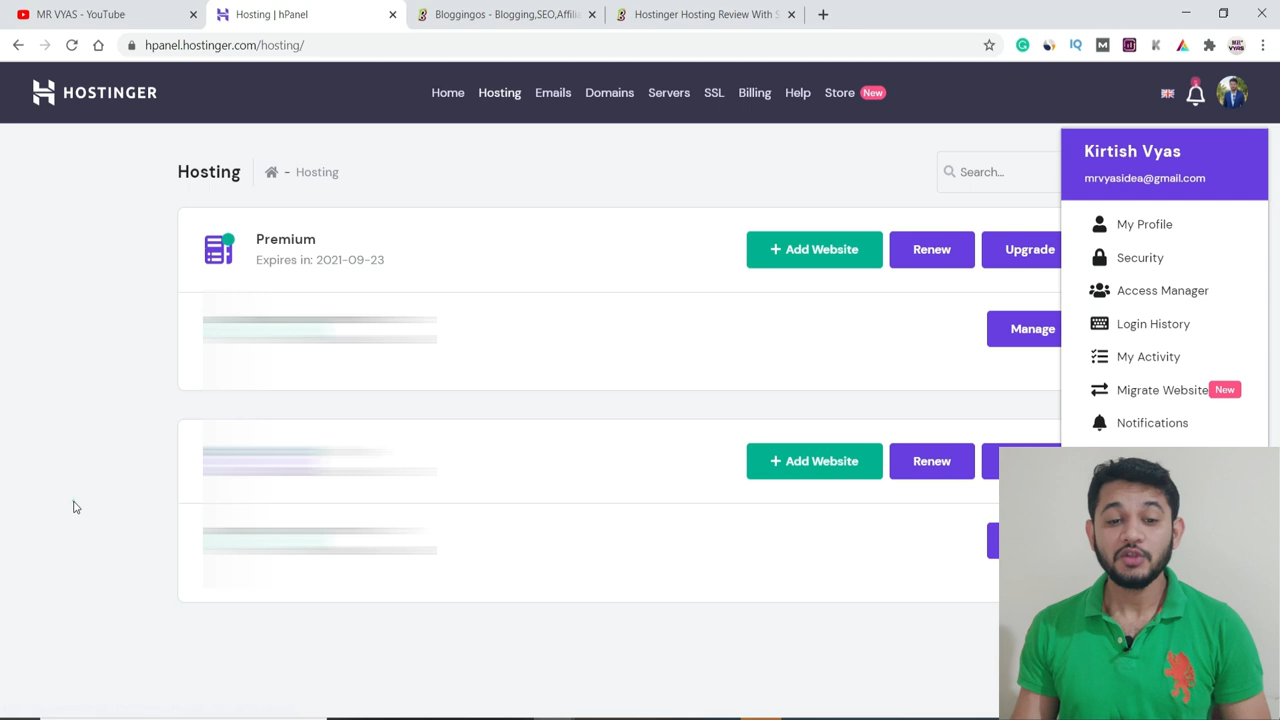 MR VYAS - YouTube
Hosting | hPanel
Bloggingos - Blogging,SEO,Affili
Hostinger Hosting Review With S
hpanel.hostinger.com/hosting/
HOSTINGER
Home Hosting Emails Domains Servers SSL Billing Help Store New
Hosting
- Hosting
Search...
Kirtish Vyas
mrvyasidea@gmail.com
Premium
Expires in: 2021-09-23
+ Add Website
Renew
Upgrade
Manage
My Profile
Security
Access Manager
Login History
My Activity
Migrate Website New
Notifications
+ Add Website
Renew